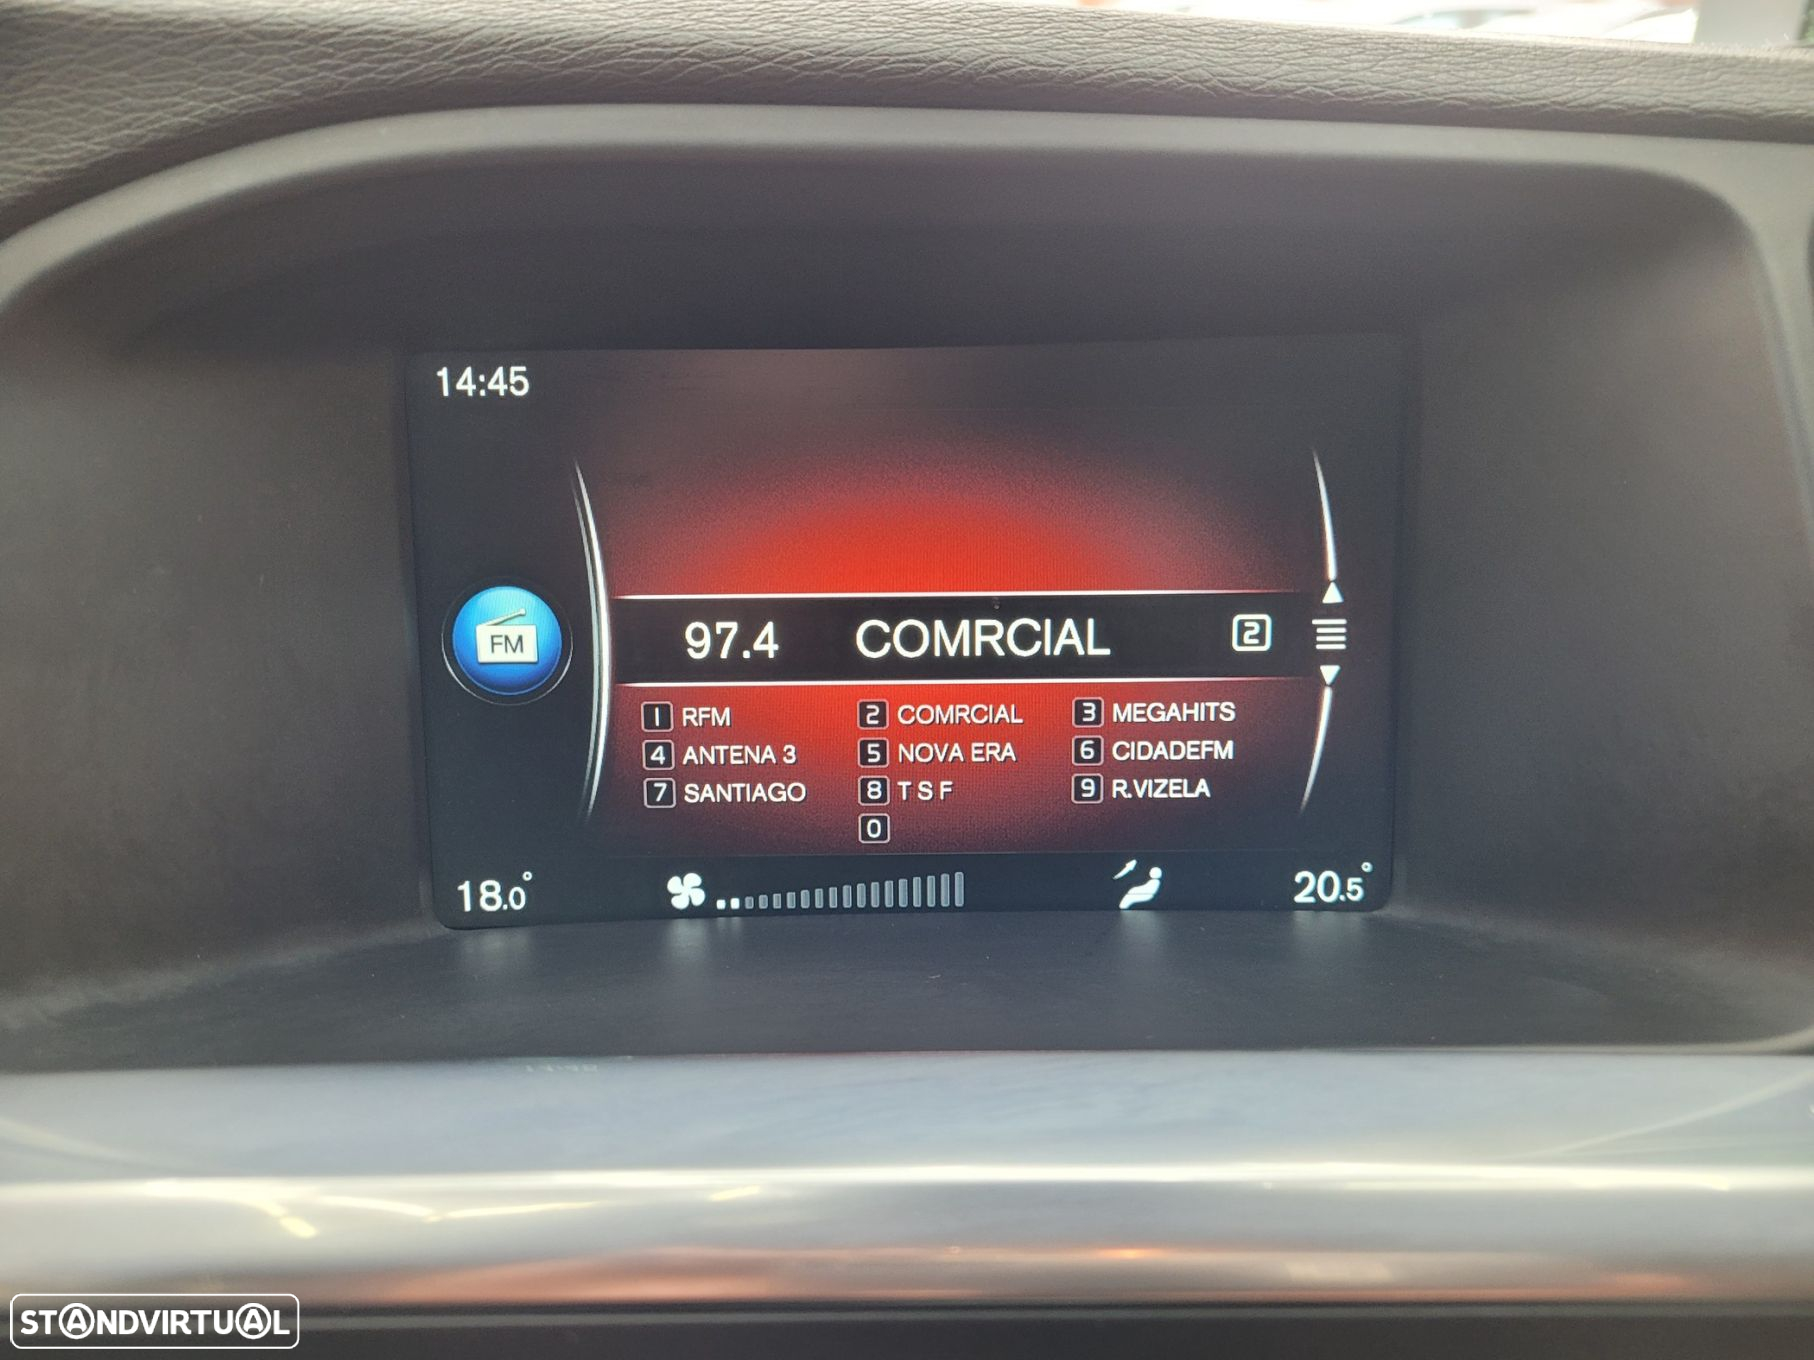 14:45
FM
97.4 COMRCIAL 2
1 RFM 2 COMRCIAL 3 MEGAHITS
4 ANTENA 3 5 NOVA ERA 6 CIDADEFM
7 SANTIAGO 8 T S F 9 R.VIZELA
0
18.0° 20.5°
STANDVIRTUAL